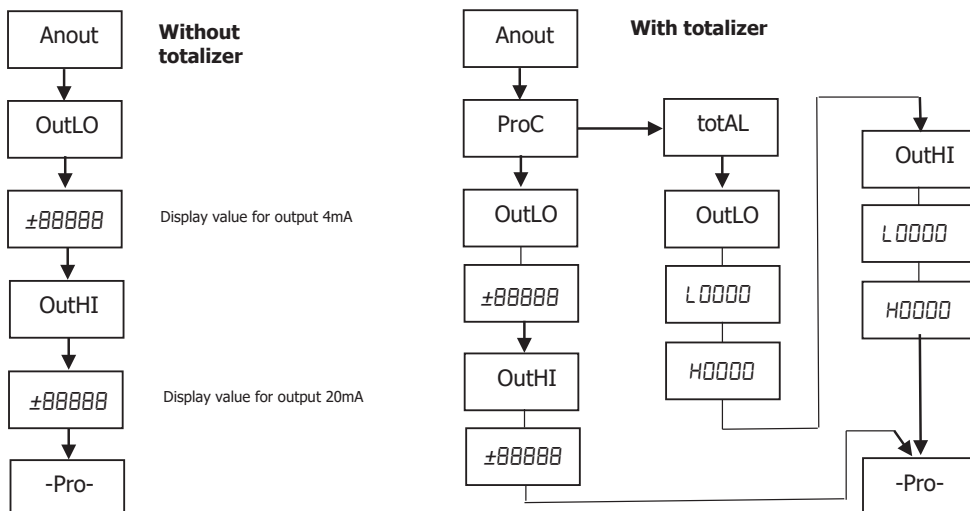 Without
totalizer
Anout
OutLO
±88888
Display value for output 4mA
OutHI
±88888
Display value for output 20mA
-Pro-
With totalizer
Anout
ProC
OutLO
±88888
OutHI
±88888
totAL
OutLO
L0000
H0000
OutHI
L0000
H0000
-Pro-